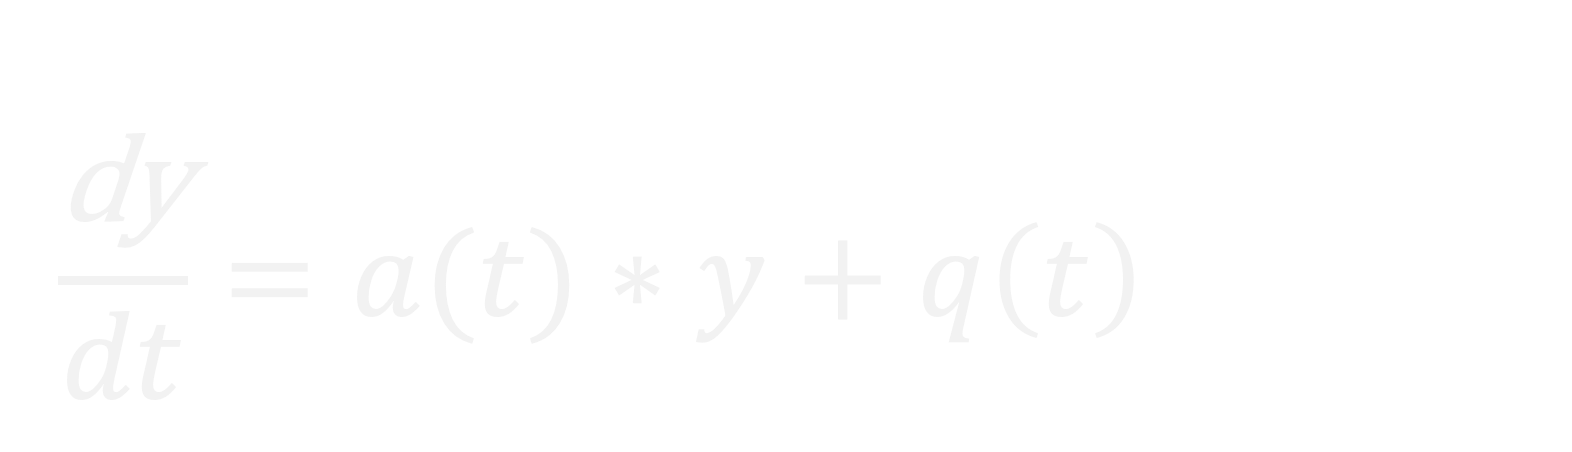 dy/dt = a(t) * y + q(t)